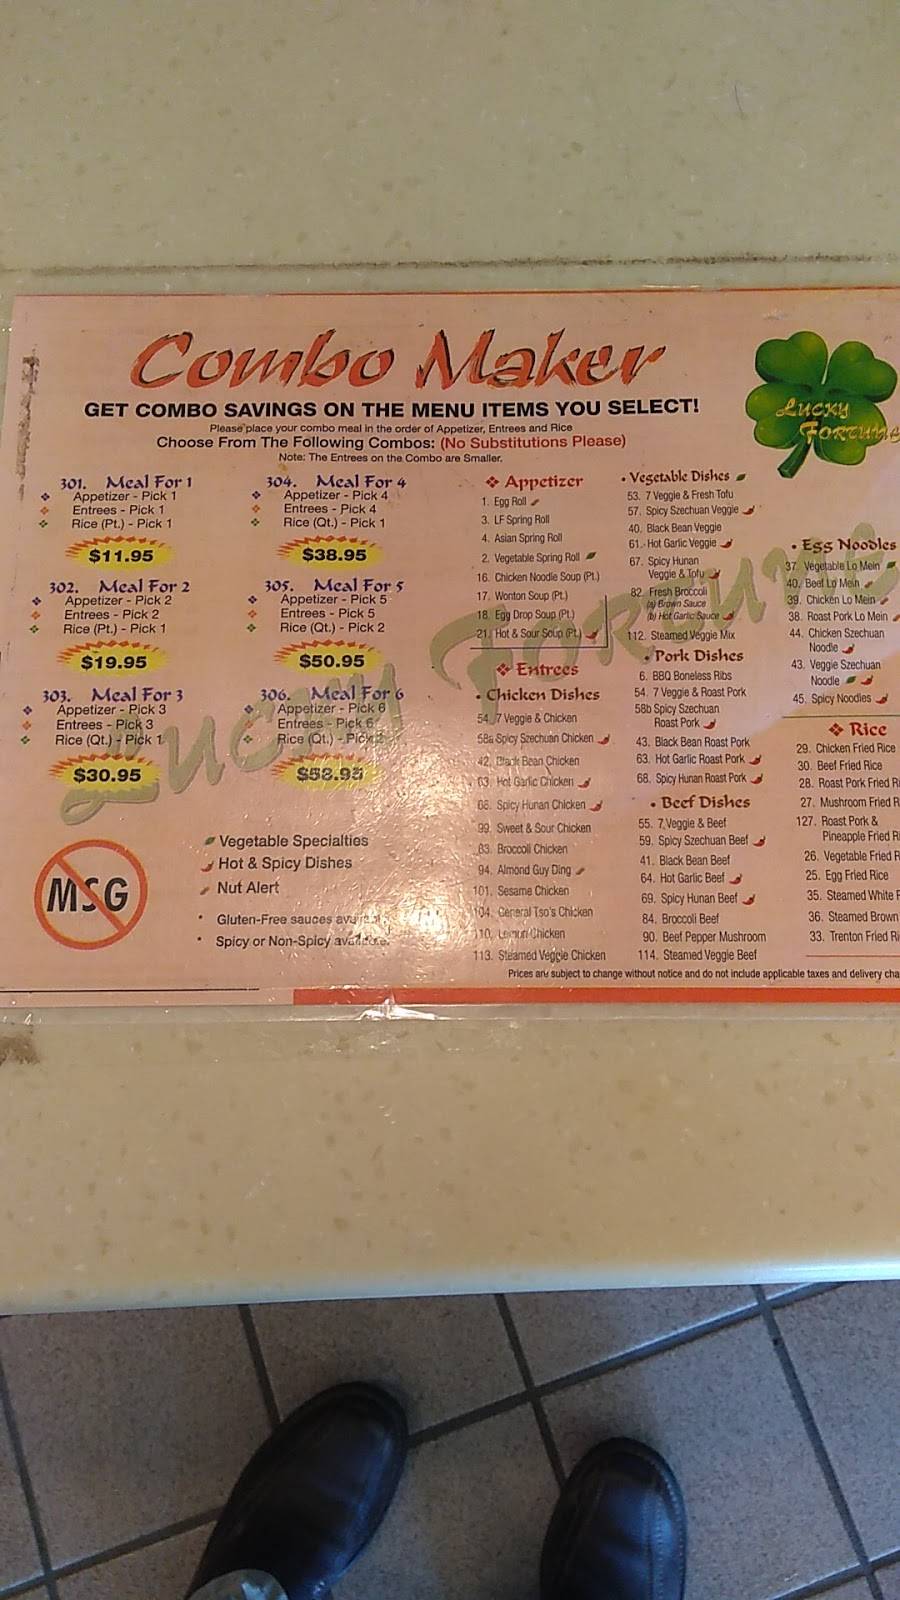 Combo Maker
GET COMBO SAVINGS ON THE MENU ITEMS YOU SELECT!
Please place your combo meal in the order of Appetizer, Entrees and Rice
Choose From The Following Combos: (No Substitutions Please)
Note: The Entrees on the Combo are Smaller.
LUCKY
FORTUNE
301. Meal For 1
Appetizer - Pick 1
Entrees - Pick 1
Rice (Pt.) - Pick 1
$11.95
302. Meal For 2
Appetizer - Pick 2
Entrees - Pick 2
Rice (Pt.) - Pick 1
$19.95
303. Meal For 3
Appetizer - Pick 3
Entrees - Pick 3
Rice (Qt.) - Pick 1
$30.95
304. Meal For 4
Appetizer - Pick 4
Entrees - Pick 4
Rice (Qt.) - Pick 1
$38.95
305. Meal For 5
Appetizer - Pick 5
Entrees - Pick 5
Rice (Qt.) - Pick 2
$50.95
306. Meal For 6
Appetizer - Pick 6
Entrees - Pick 6
Rice (Qt.) - Pick 2
$58.95
Lucky Fortune
MSG
Vegetable Specialties
Hot & Spicy Dishes
Nut Alert
* Gluten-Free sauces available
* Spicy or Non-Spicy available.
Appetizer
1. Egg Roll
3. LF Spring Roll
4. Asian Spring Roll
2. Vegetable Spring Roll
16. Chicken Noodle Soup (Pt.)
17. Wonton Soup (Pt.)
18. Egg Drop Soup (Pt.)
21. Hot & Sour Soup (Pt.)
Entrees
• Chicken Dishes
54. 7 Veggie & Chicken
58a Spicy Szechuan Chicken
42. Black Bean Chicken
63. Hot Garlic Chicken
68. Spicy Hunan Chicken
99. Sweet & Sour Chicken
83. Broccoli Chicken
94. Almond Guy Ding
101. Sesame Chicken
104. General Tso's Chicken
110. Lemon Chicken
113. Steamed Veggie Chicken
• Vegetable Dishes
53. 7 Veggie & Fresh Tofu
57. Spicy Szechuan Veggie
40. Black Bean Veggie
61. Hot Garlic Veggie
67. Spicy Hunan
Veggie & Tofu
82. Fresh Broccoli
(a) Brown Sauce
(b) Hot Garlic Sauce
112. Steamed Veggie Mix
• Pork Dishes
6. BBQ Boneless Ribs
54. 7 Veggie & Roast Pork
58b Spicy Szechuan
Roast Pork
43. Black Bean Roast Pork
63. Hot Garlic Roast Pork
68. Spicy Hunan Roast Pork
• Beef Dishes
55. 7 Veggie & Beef
59. Spicy Szechuan Beef
41. Black Bean Beef
64. Hot Garlic Beef
69. Spicy Hunan Beef
84. Broccoli Beef
90. Beef Pepper Mushroom
114. Steamed Veggie Beef
• Egg Noodles
37. Vegetable Lo Mein
40. Beef Lo Mein
39. Chicken Lo Mein
38. Roast Pork Lo Mein
44. Chicken Szechuan
Noodle
43. Veggie Szechuan
Noodle
45. Spicy Noodles
Rice
29. Chicken Fried Rice
30. Beef Fried Rice
28. Roast Pork Fried
27. Mushroom Fried
127. Roast Pork &
Pineapple Fried
26. Vegetable Fried
25. Egg Fried Rice
35. Steamed White
36. Steamed Brown
33. Trenton Fried
Prices are subject to change without notice and do not include applicable taxes and delivery